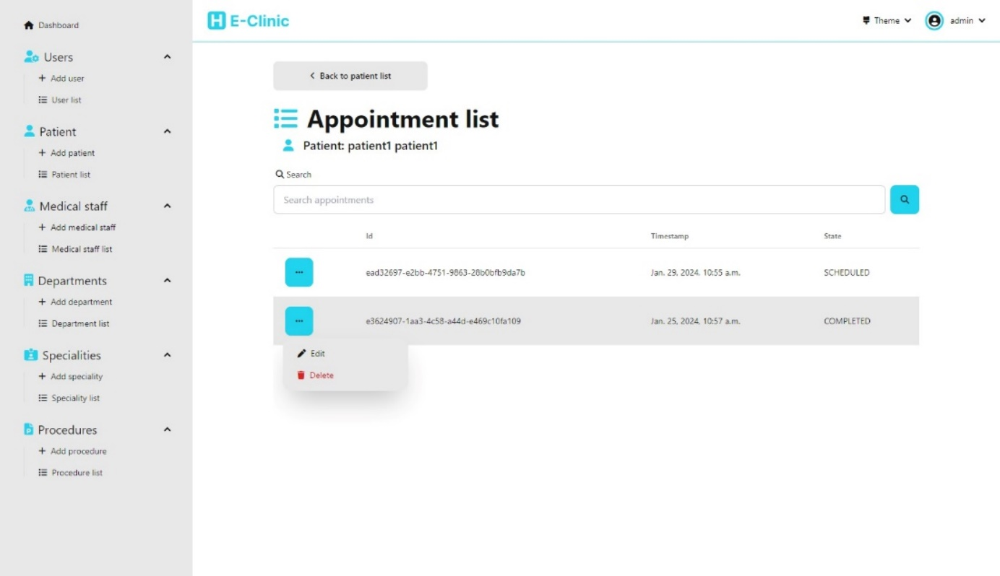 Dashboard
Users
Add user
User list
Patient
Add patient
Patient list
Medical staff
Add medical staff
Medical staff list
Departments
Add department
Department list
Specialities
Add speciality
Speciality list
Procedures
Add procedure
Procedure list
H E-Clinic
Theme admin
Back to patient list
Appointment list
Patient: patient1 patient1
Search
Search appointments
Id Timestamp State
ead32697-e2bb-4751-9863-28b0bfb9da7b Jan. 29, 2024, 10:55 a.m. SCHEDULED
e3624907-1aa3-4c58-a44d-e469c10fa109 Jan. 25, 2024, 10:57 a.m. COMPLETED
Edit
Delete